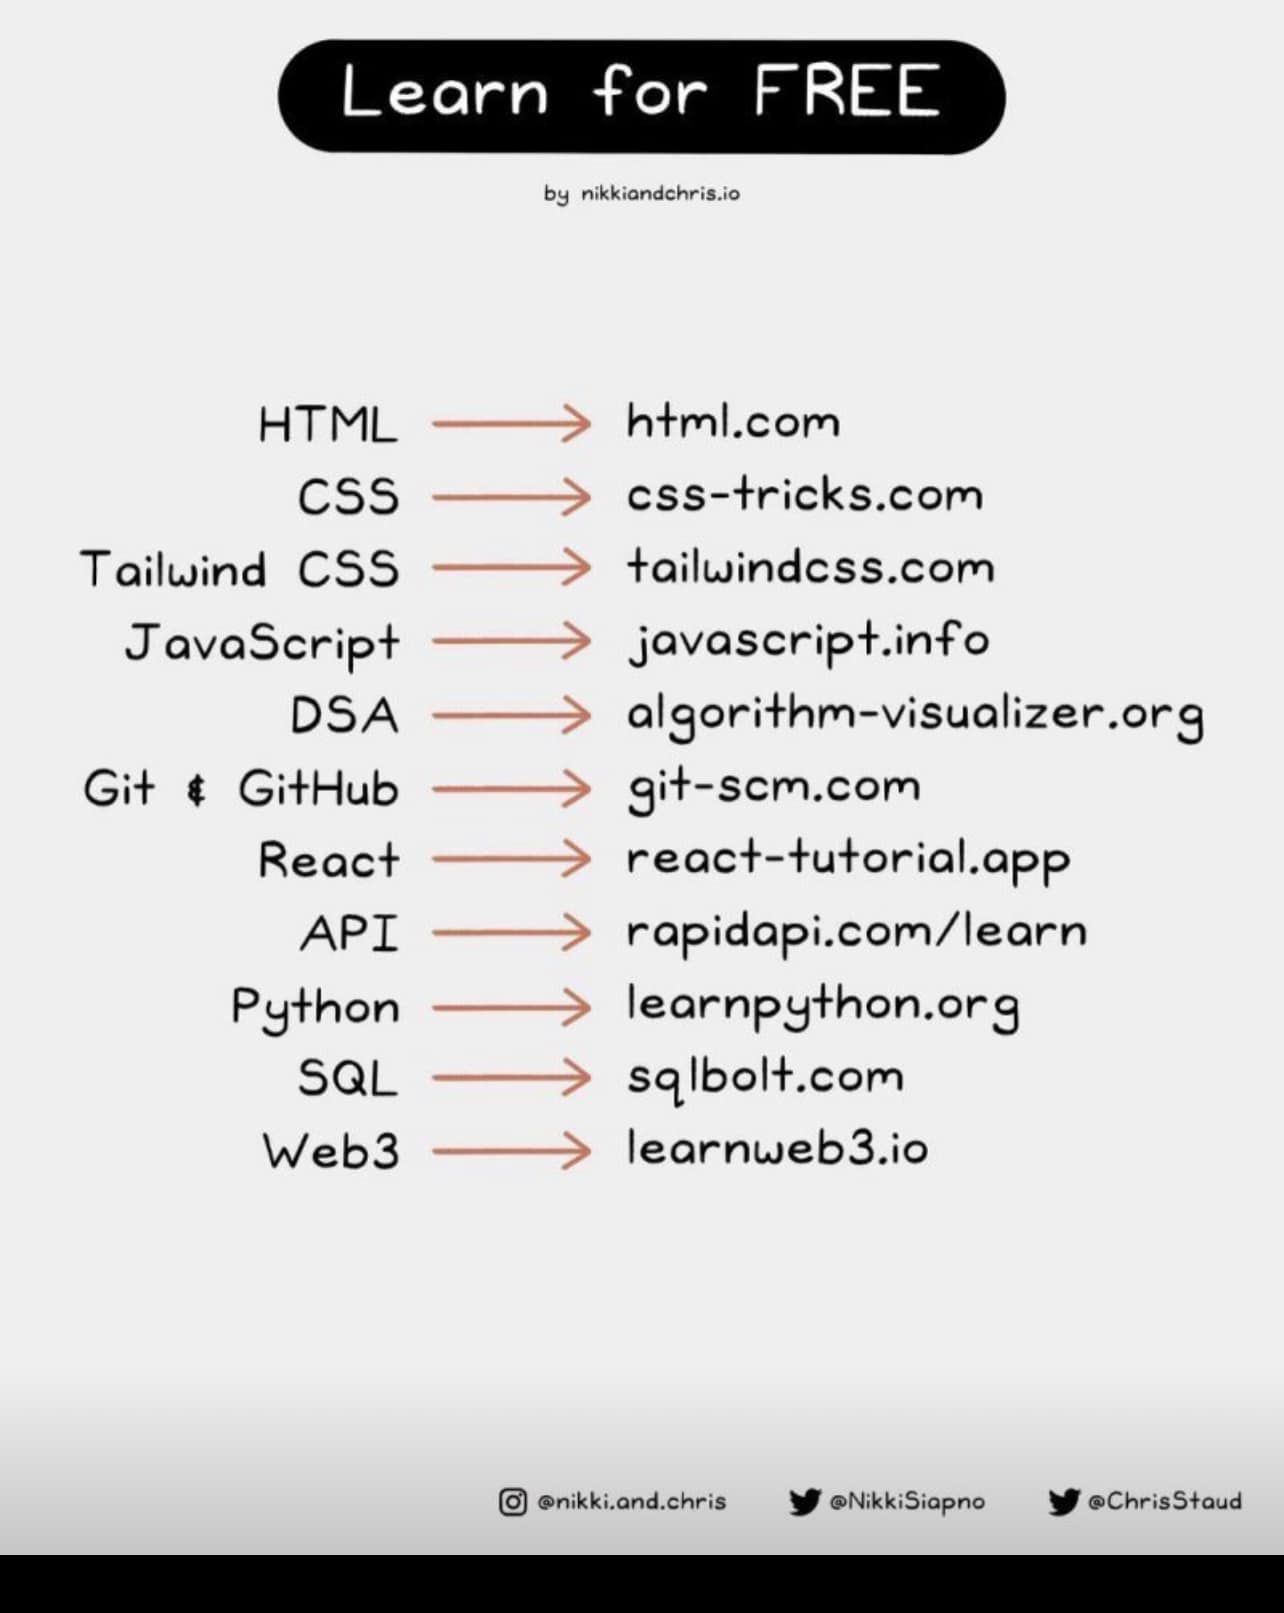 Learn for FREE
by nikkiandchris.io
HTML → html.com
CSS → css-tricks.com
Tailwind CSS → tailwindcss.com
JavaScript → javascript.info
DSA → algorithm-visualizer.org
Git & GitHub → git-scm.com
React → react-tutorial.app
API → rapidapi.com/learn
Python → learnpython.org
SQL → sqlbolt.com
Web3 → learnweb3.io
@nikki.and.chris @NikkiSiapno @ChrisStaud